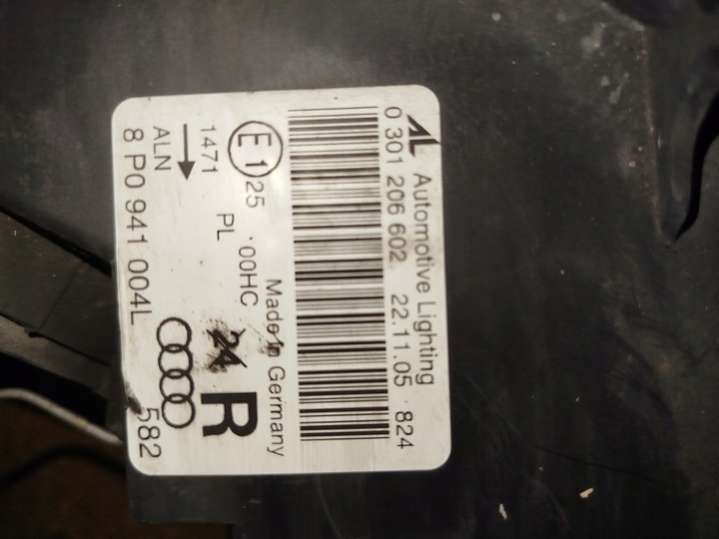 AL Automotive Lighting
0 301 206 602 22.11.05 824
Made in Germany
E1 25 00HC R
1471 PL 24
ALN
8 P0 941 004L 582